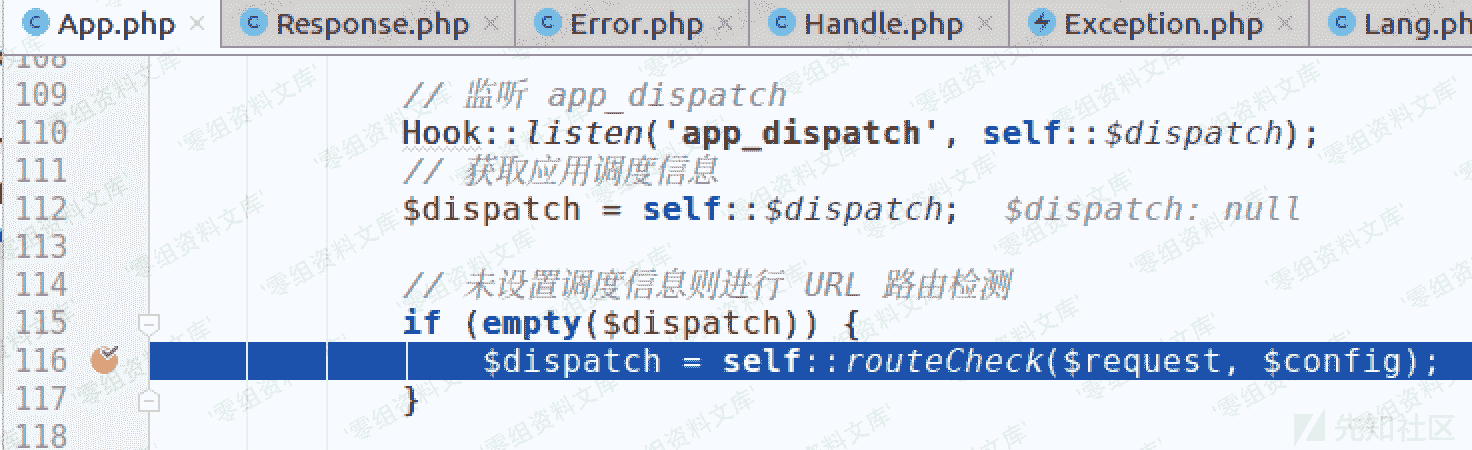 App.php Response.php Error.php Handle.php Exception.php Lang.ph
108
109 // 监听 app_dispatch
110 Hook::listen('app_dispatch', self::$dispatch);
111 // 获取应用调度信息
112 $dispatch = self::$dispatch; $dispatch: null
113
114 // 未设置调度信息则进行 URL 路由检测
115 if (empty($dispatch)) {
116 $dispatch = self::routeCheck($request, $config);
117 }
118
'零组资料文库'
先知社区